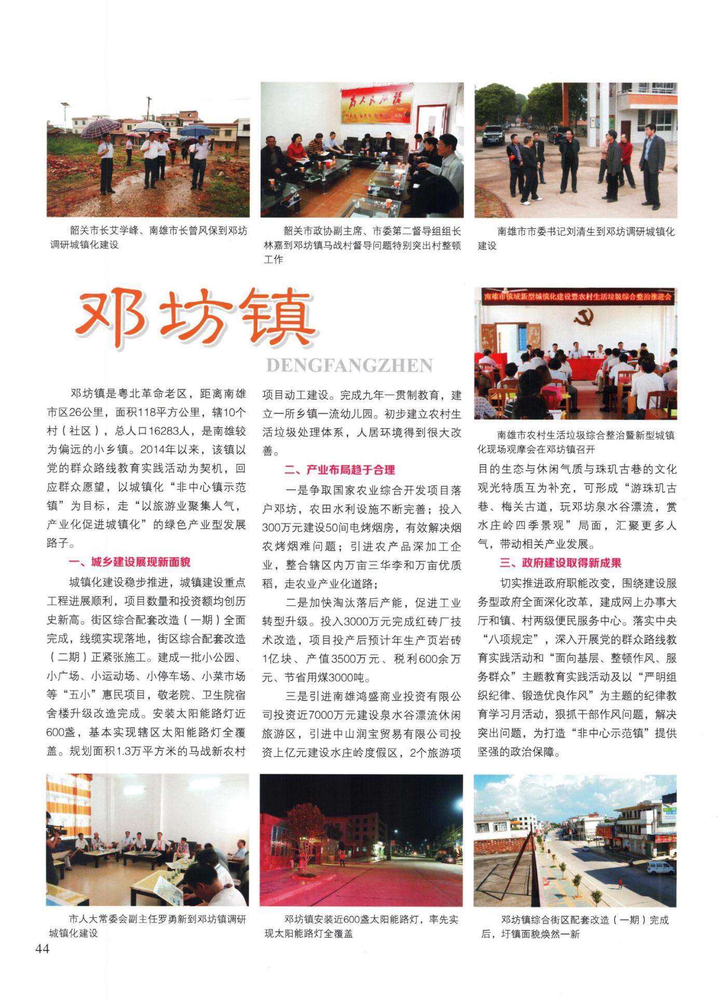 为人民服务
韶关市长艾学峰、南雄市长曾风保到邓坊
调研城镇化建设
韶关市政协副主席、市委第二督导组组长
林嘉到邓坊镇马战村督导问题特别突出村整顿
工作
南雄市市委书记刘清生到邓坊调研城镇化
建设
邓坊镇
DENGFANGZHEN
南雄市镇域新型城镇化建设暨农村生活垃圾综合整治推进会
南雄市农村生活垃圾综合整治暨新型城镇
化现场观摩会在邓坊镇召开
邓坊镇是粤北革命老区，距离南雄
市区26公里，面积118平方公里，辖10个
村（社区），总人口16283人，是南雄较
为偏远的小乡镇。2014年以来，该镇以
党的群众路线教育实践活动为契机，回
应群众愿望，以城镇化“非中心镇示范
镇”为目标，走“以旅游业聚集人气，
产业化促进城镇化”的绿色产业型发展
路子。
一、城乡建设展现新面貌
城镇化建设稳步推进，城镇建设重点
工程进展顺利，项目数量和投资额均创历
史新高。街区综合配套改造（一期）全面
完成，线缆实现落地，街区综合配套改造
（二期）正紧张施工。建成一批小公园、
小广场、小运动场、小停车场、小菜市场
等“五小”惠民项目，敬老院、卫生院宿
舍楼升级改造完成。安装太阳能路灯近
600盏，基本实现辖区太阳能路灯全覆
盖。规划面积1.3万平方米的马战新农村
项目动工建设。完成九年一贯制教育，建
立一所乡镇一流幼儿园。初步建立农村生
活垃圾处理体系，人居环境得到很大改
善。
二、产业布局趋于合理
一是争取国家农业综合开发项目落
户邓坊，农田水利设施不断完善；投入
300万元建设50间电烤烟房，有效解决烟
农烤烟难问题；引进农产品深加工企
业，整合辖区内万亩三华李和万亩优质
稻，走农业产业化道路；
二是加快淘汰落后产能，促进工业
转型升级。投入3000万元完成红砖厂技
术改造，项目投产后预计年生产页岩砖
1亿块、产值3500万元、税利600余万
元、节省用煤3000吨。
三是引进南雄鸿盛商业投资有限公
司投资近7000万元建设泉水谷漂流休闲
旅游区，引进中山润宝贸易有限公司投
资上亿元建设水庄岭度假区，2个旅游项
目的生态与休闲气质与珠玑古巷的文化
观光特质互为补充，可形成“游珠玑古
巷、梅关古道，玩邓坊泉水谷漂流，赏
水庄岭四季景观”局面，汇聚更多人
气，带动相关产业发展。
三、政府建设取得新成果
切实推进政府职能改变，围绕建设服
务型政府全面深化改革，建成网上办事大
厅和镇、村两级便民服务中心。落实中央
“八项规定”，深入开展党的群众路线教
育实践活动和“面向基层、整顿作风、服
务群众”主题教育实践活动及以“严明组
织纪律、锻造优良作风”为主题的纪律教
育学习月活动，狠抓干部作风问题，解决
突出问题，为打造“非中心示范镇”提供
坚强的政治保障。
市人大常委会副主任罗勇新到邓坊镇调研
城镇化建设
邓坊镇安装近600盏太阳能路灯，率先实
现太阳能路灯全覆盖
邓坊镇综合街区配套改造（一期）完成
后，圩镇面貌焕然一新
44